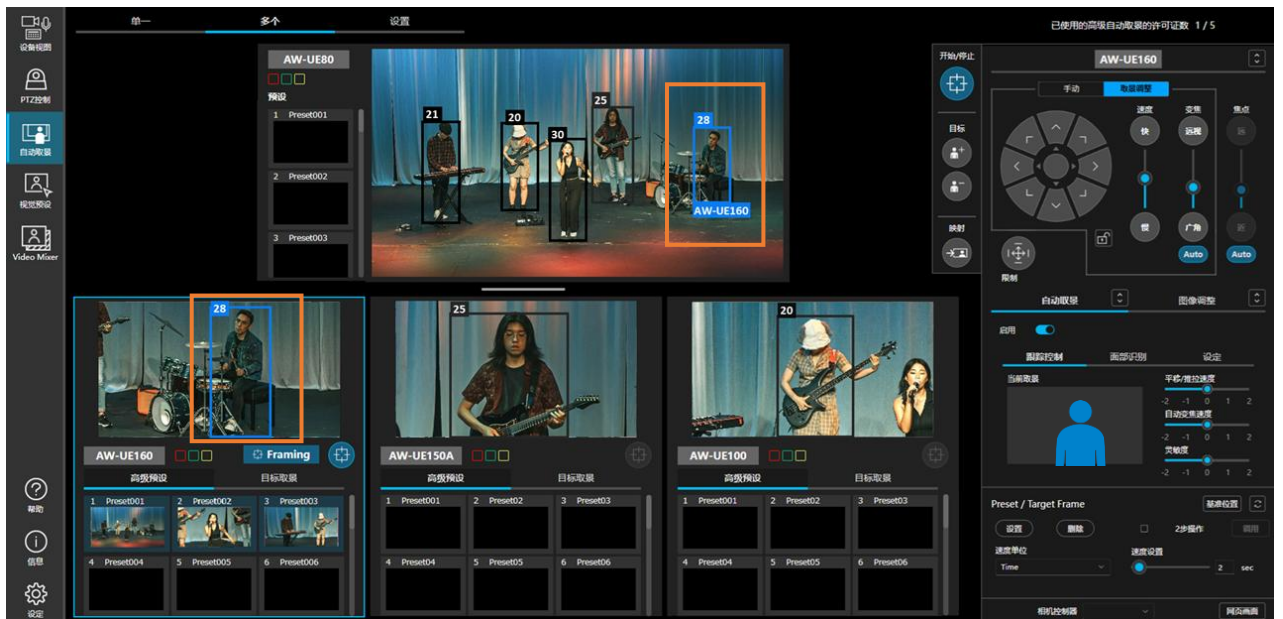 单一
多个
设置
已使用的高级自动取景的许可证数 1 / 5
设备视图
PTZ控制
自动取景
视觉预设
Video Mixer
帮助
信息
设定
AW-UE80
预设
1 Preset001
2 Preset002
3 Preset003
21
20
30
25
28
AW-UE160
开始/停止
目标
映射
28
AW-UE160
Framing
高级预设
目标取景
1 Preset001
2 Preset002
3 Preset003
4 Preset004
5 Preset005
6 Preset006
25
AW-UE150A
高级预设
目标取景
1 Preset001
2 Preset02
3 Preset03
4 Preset04
5 Preset05
6 Preset06
20
AW-UE100
高级预设
目标取景
1 Preset001
2 Preset02
3 Preset03
4 Preset04
5 Preset05
6 Preset06
AW-UE160
手动
取景调整
速度
变焦
焦点
快
远视
远
慢
广角
近
Auto
Auto
限制
自动取景
图像调整
启用
跟踪控制
面部识别
设定
当前取景
平移/推拉速度
-2 -1 0 1 2
自动变焦速度
-2 -1 0 1 2
灵敏度
-2 -1 0 1 2
Preset / Target Frame
基准位置
设置
删除
2步操作
调用
速度单位
速度设置
Time
2 sec
相机控制器
网页画面